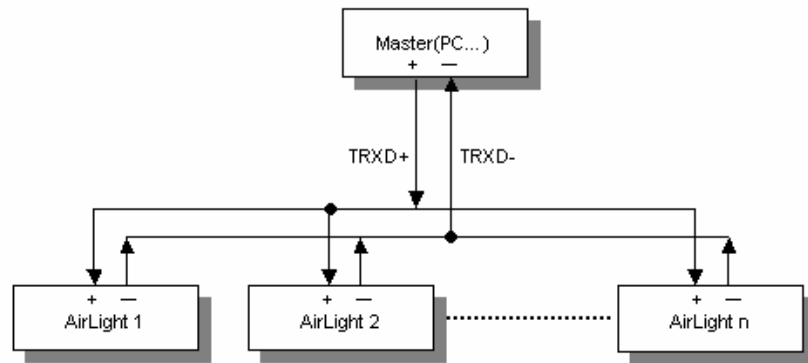 Master(PC...)
+ —
TRXD+ TRXD-
+ — + — + —
AirLight 1 AirLight 2 AirLight n